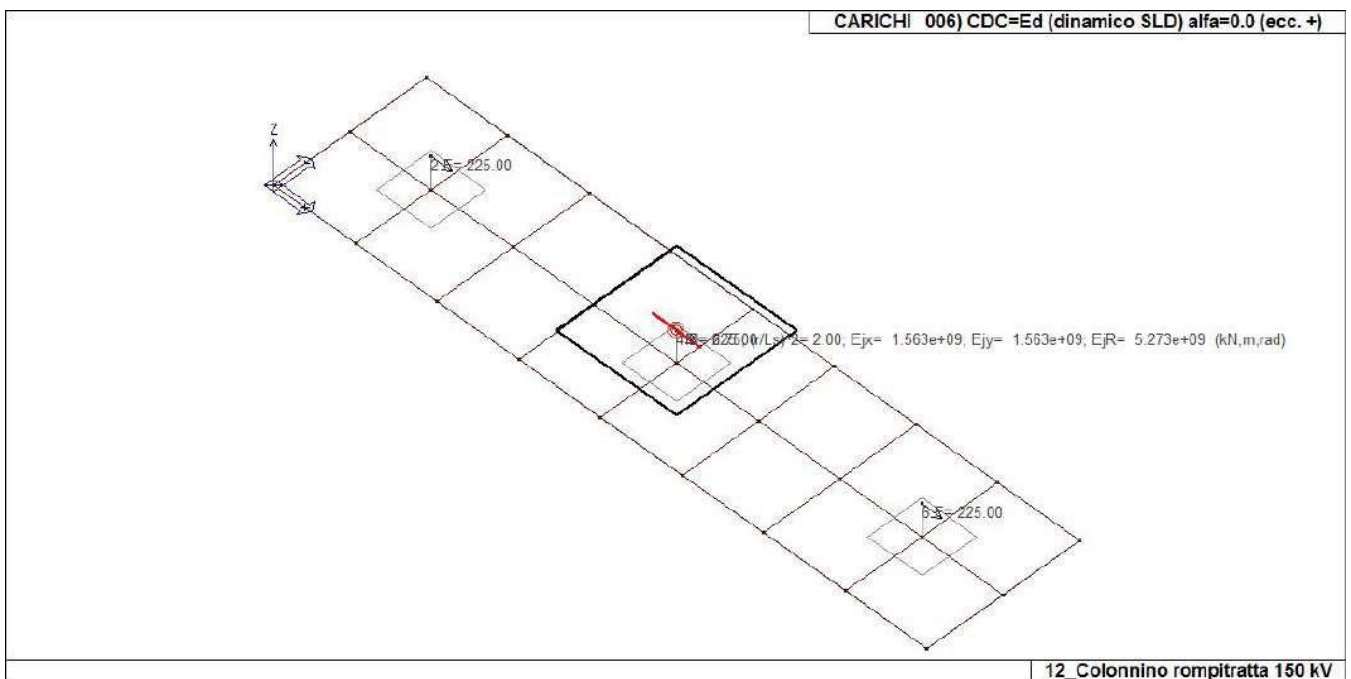 CARICHI 006) CDC=Ed (dinamico SLD) alfa=0.0 (ecc. +)
Z
2 E= 225.00
(r/Ls)^2= 2.00; Ejx= 1.563e+09; Ejy= 1.563e+09; EjR= 5.273e+09 (kN,m,rad)
6 E= 225.00
12_Colonnino rompitratta 150 kV